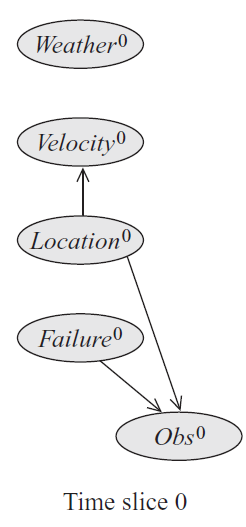 Weather⁰
Velocity⁰
Location⁰
Failure⁰
Obs⁰
Time slice 0